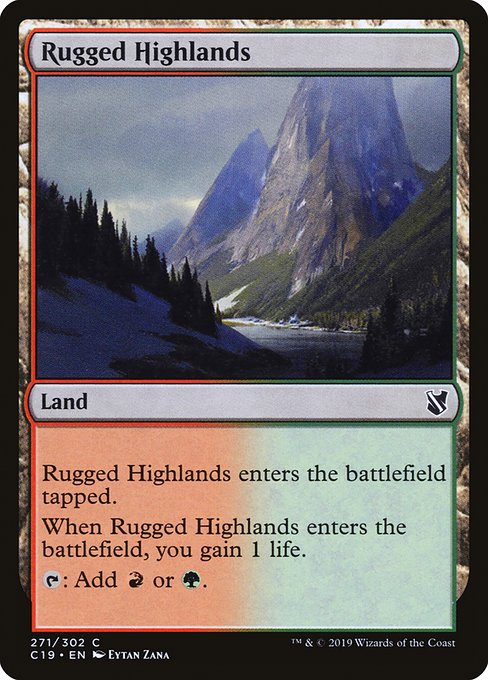 Rugged Highlands
Land
Rugged Highlands enters the battlefield
tapped.
When Rugged Highlands enters the
battlefield, you gain 1 life.
: Add or .
271/302 C
™ & © 2019 Wizards of the Coast
C19 • EN Eytan Zana